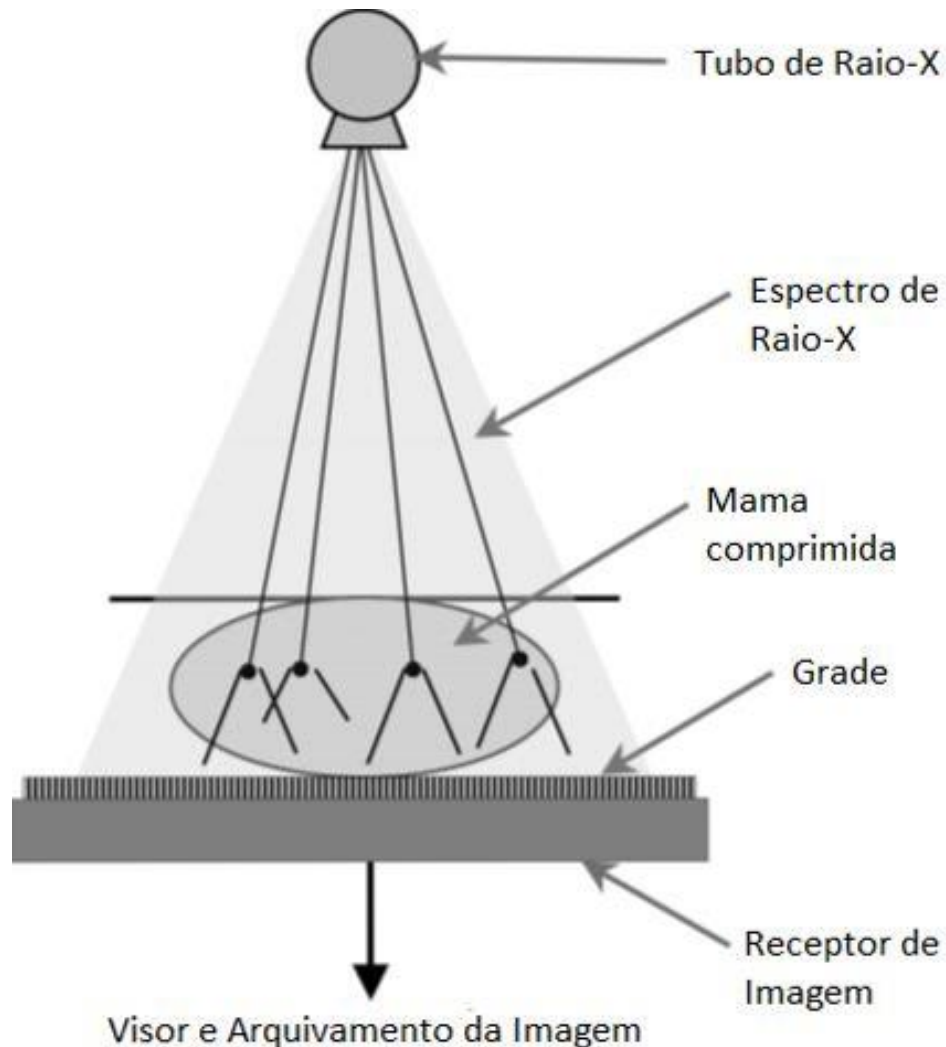 Tubo de Raio-X
Espectro de
Raio-X
Mama
comprimida
Grade
Receptor de
Imagem
Visor e Arquivamento da Imagem